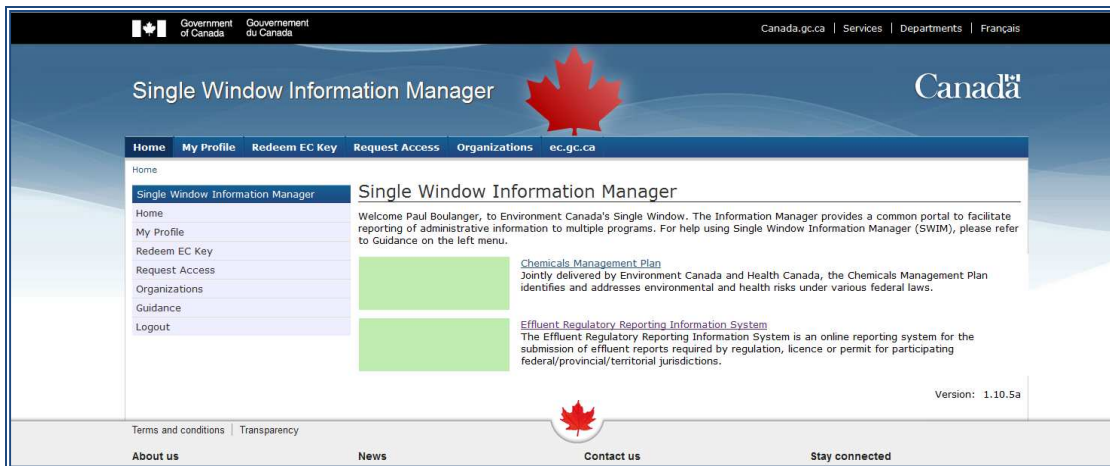 Government of Canada
Gouvernement du Canada
Canada.gc.ca | Services | Departments | Français
Single Window Information Manager
Canada
Home My Profile Redeem EC Key Request Access Organizations ec.gc.ca
Home
Single Window Information Manager
Home
My Profile
Redeem EC Key
Request Access
Organizations
Guidance
Logout
Single Window Information Manager
Welcome Paul Boulanger, to Environment Canada's Single Window. The Information Manager provides a common portal to facilitate
reporting of administrative information to multiple programs. For help using Single Window Information Manager (SWIM), please refer
to Guidance on the left menu.
Chemicals Management Plan
Jointly delivered by Environment Canada and Health Canada, the Chemicals Management Plan
identifies and addresses environmental and health risks under various federal laws.
Effluent Regulatory Reporting Information System
The Effluent Regulatory Reporting Information System is an online reporting system for the
submission of effluent reports required by regulation, licence or permit for participating
federal/provincial/territorial jurisdictions.
Version: 1.10.5a
Terms and conditions | Transparency
About us News Contact us Stay connected